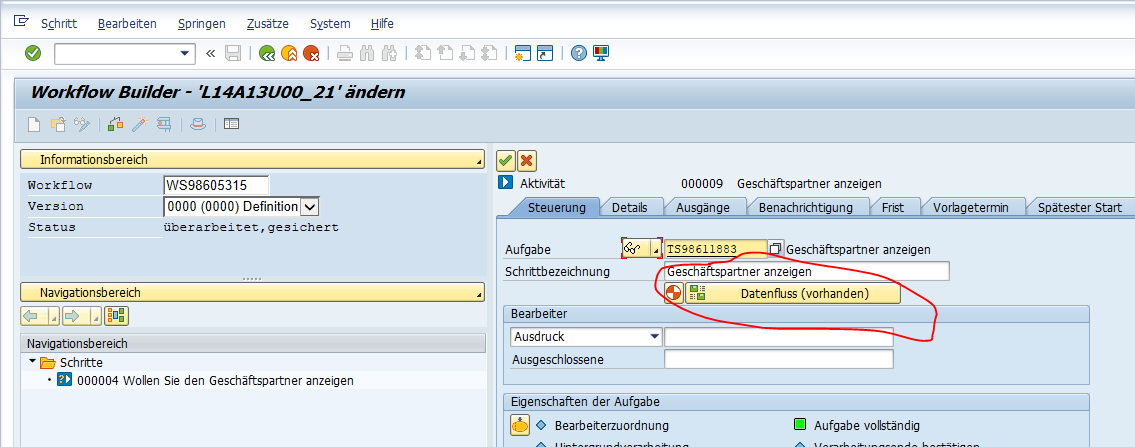 Schritt Bearbeiten Springen Zusätze System Hilfe
«
Workflow Builder - 'L14A13U00_21' ändern
Informationsbereich
Workflow WS98605315
Version 0000 (0000) Definition
Status überarbeitet,gesichert
Navigationsbereich
Navigationsbereich
Schritte
000004 Wollen Sie den Geschäftspartner anzeigen
Aktivität 000009 Geschäftspartner anzeigen
Steuerung Details Ausgänge Benachrichtigung Frist Vorlagetermin Spätester Start
Aufgabe TS98611883 Geschäftspartner anzeigen
Schrittbezeichnung Geschäftspartner anzeigen
Datenfluss (vorhanden)
Bearbeiter
Ausdruck
Ausgeschlossene
Eigenschaften der Aufgabe
Bearbeiterzuordnung Aufgabe vollständig
Hintergrundverarbeitung Verarbeitungsende bestätigen